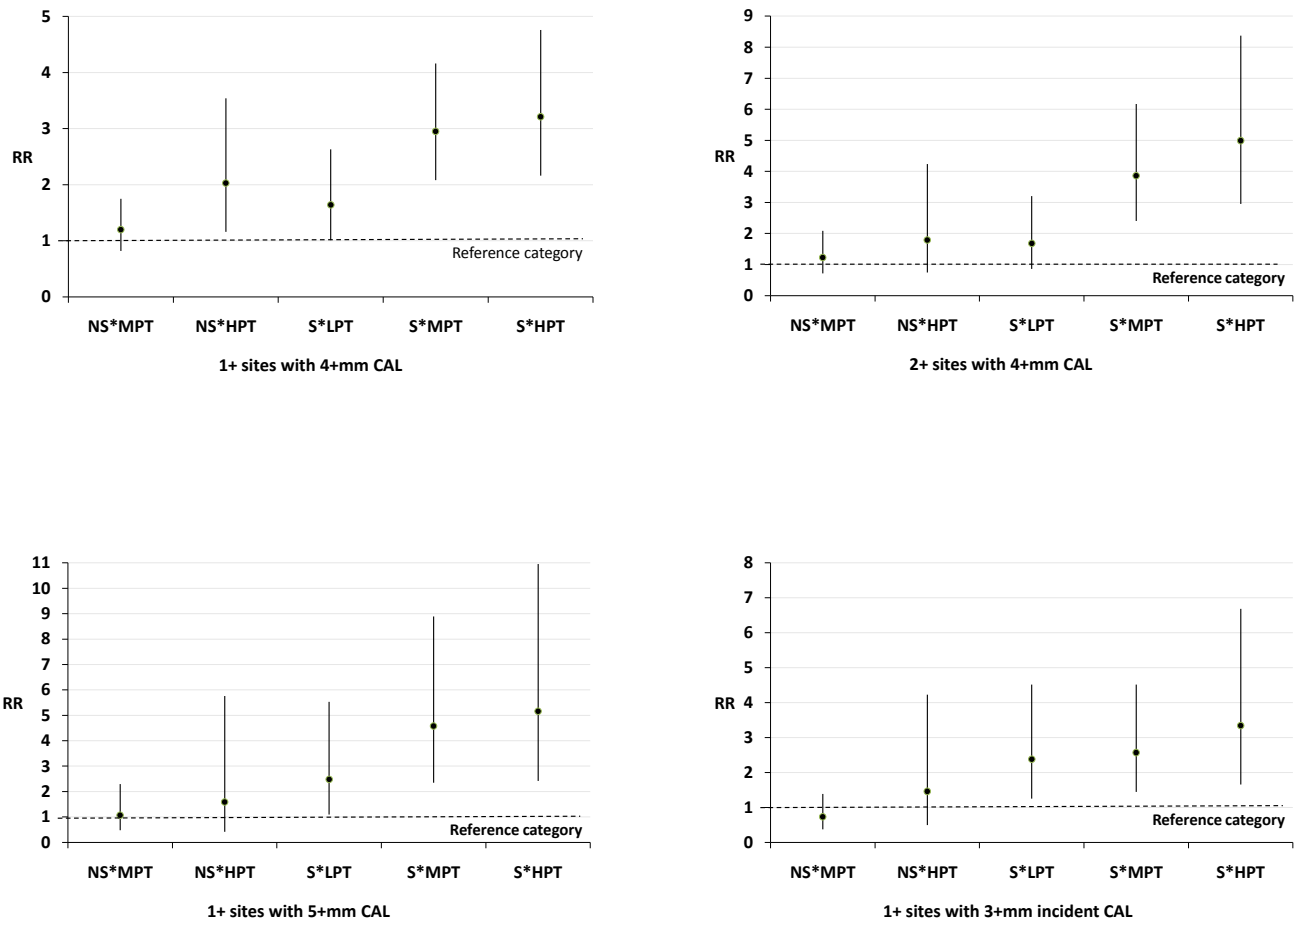 5
4
3
RR
2
1
Reference category
0
NS*MPT NS*HPT S*LPT S*MPT S*HPT
1+ sites with 4+mm CAL
9
8
7
6
5
RR
4
3
2
1
Reference category
0
NS*MPT NS*HPT S*LPT S*MPT S*HPT
2+ sites with 4+mm CAL
11
10
9
8
7
6
RR
5
4
3
2
1
Reference category
0
NS*MPT NS*HPT S*LPT S*MPT S*HPT
1+ sites with 5+mm CAL
8
7
6
5
4
RR
3
2
1
Reference category
0
NS*MPT NS*HPT S*LPT S*MPT S*HPT
1+ sites with 3+mm incident CAL